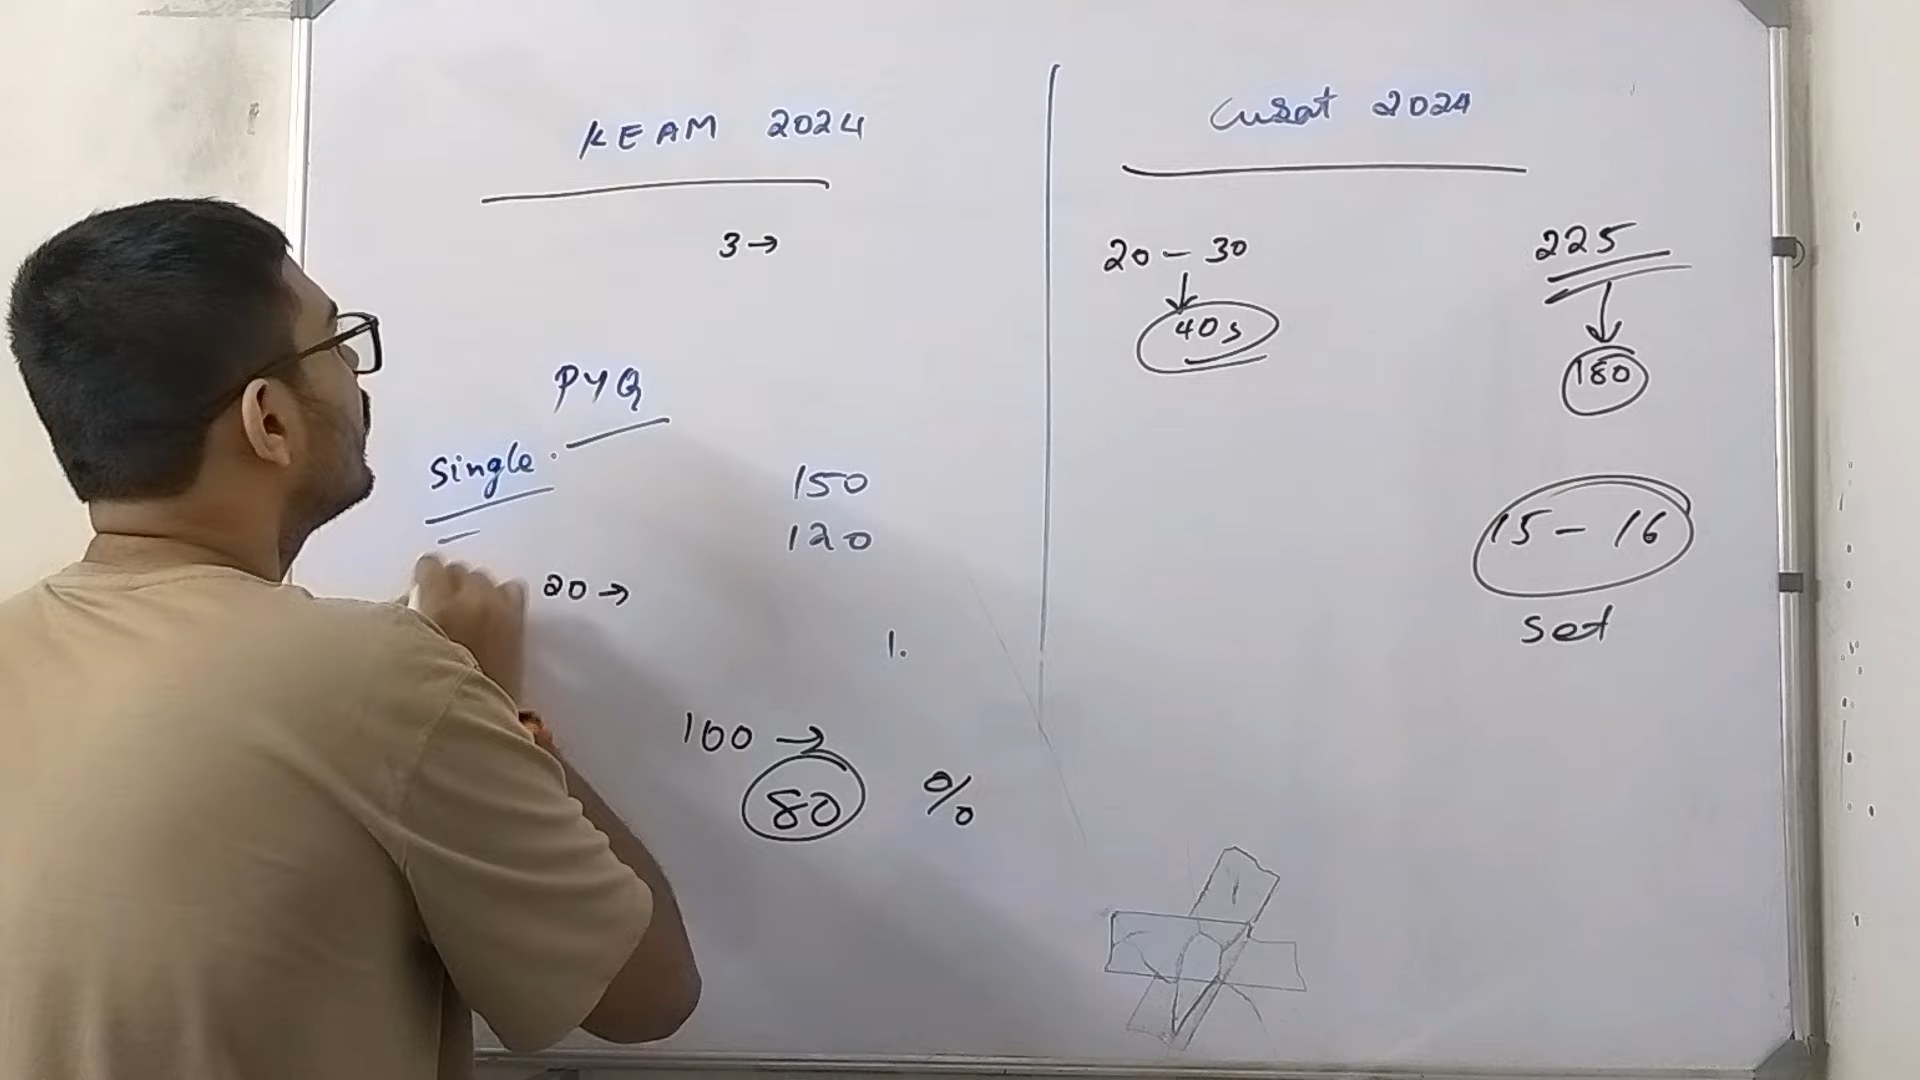 KEAM 2024
3→
PYQ
Single.
150
120
20→
1.
100→
80 %
Cusat 2024
20 - 30
40s
225
180
15 - 16
Set